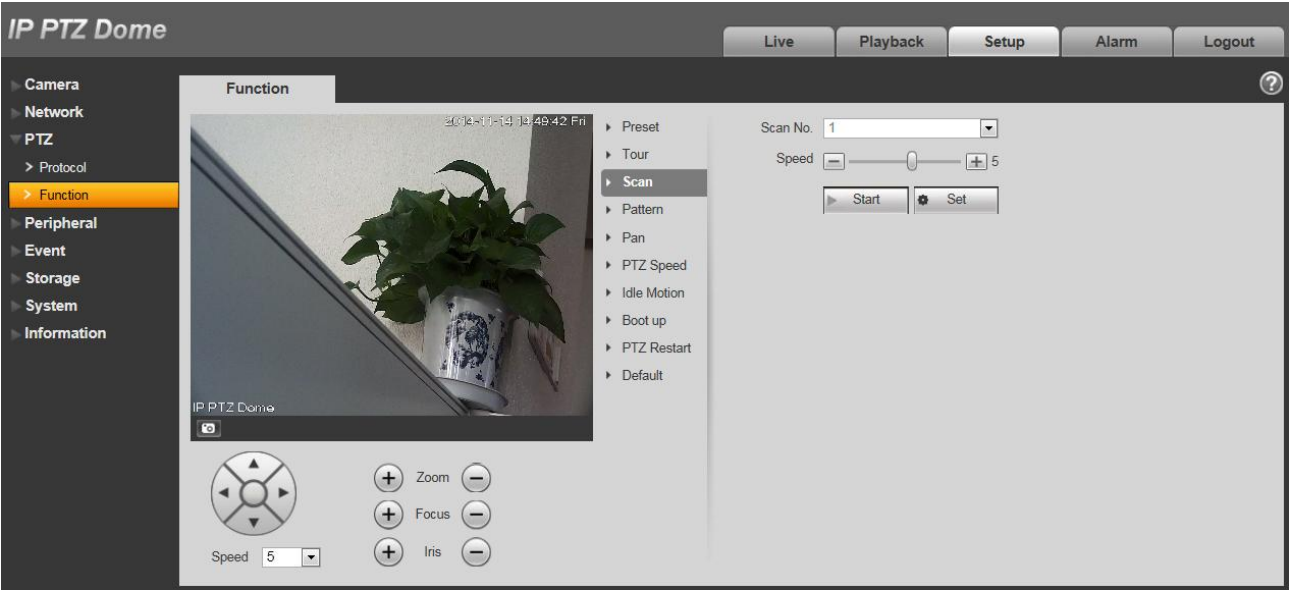 IP PTZ Dome
Live
Playback
Setup
Alarm
Logout
Camera
Network
PTZ
> Protocol
> Function
Peripheral
Event
Storage
System
Information
Function
?
2014-11-14 14:49:42 Fri
IP PTZ Dome
Preset
Tour
Scan
Pattern
Pan
PTZ Speed
Idle Motion
Boot up
PTZ Restart
Default
Scan No. 1
Speed 5
Start
Set
Zoom
Focus
Iris
Speed 5